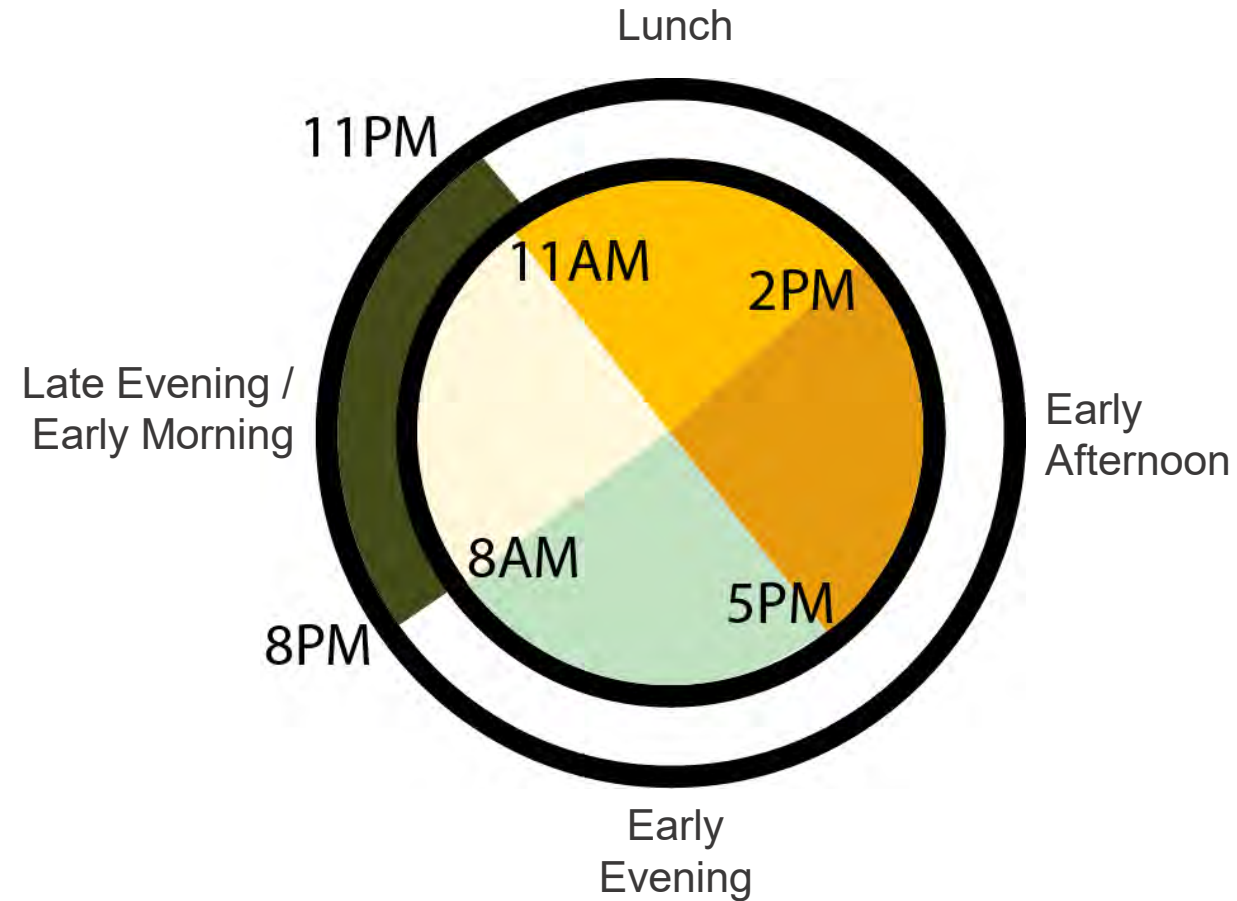 Lunch
11PM
11AM
2PM
Late Evening /
Early Morning
Early
Afternoon
8AM
5PM
8PM
Early
Evening